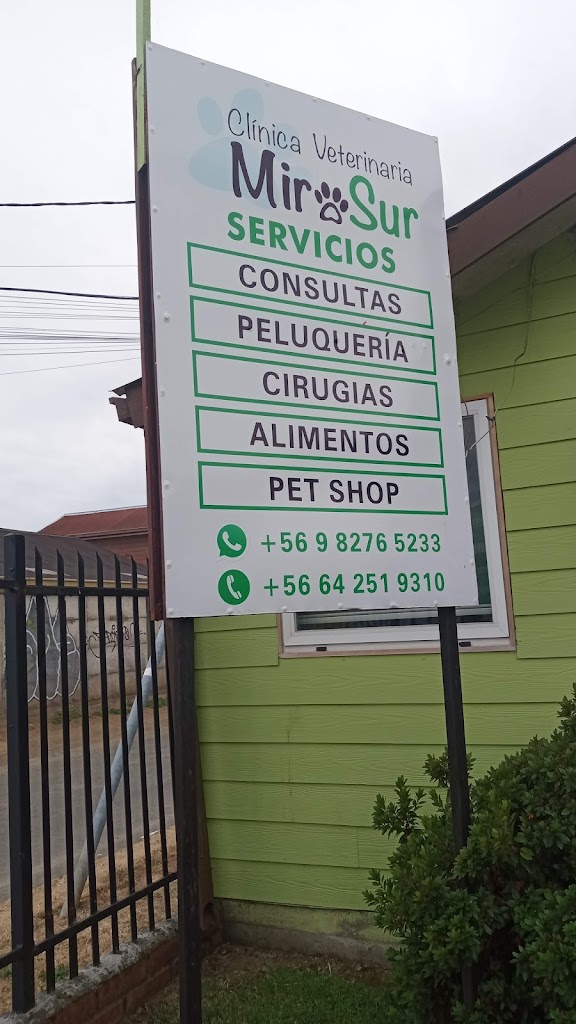 Clínica Veterinaria
Mir Sur
SERVICIOS
CONSULTAS
PELUQUERÍA
CIRUGIAS
ALIMENTOS
PET SHOP
+56 9 8276 5233
+56 64 251 9310